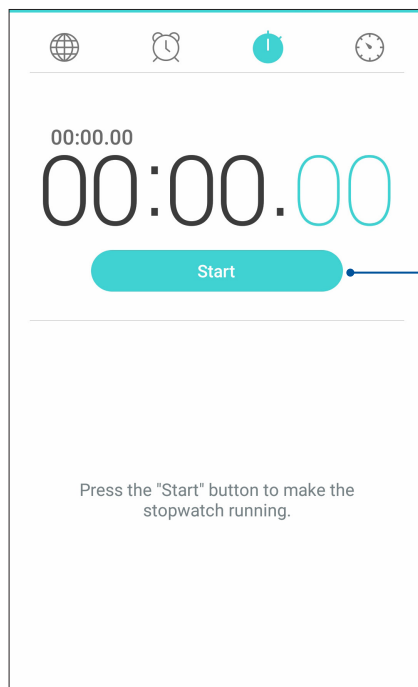 00:00.00
00:00.00
Start
Press the "Start" button to make the
stopwatch running.